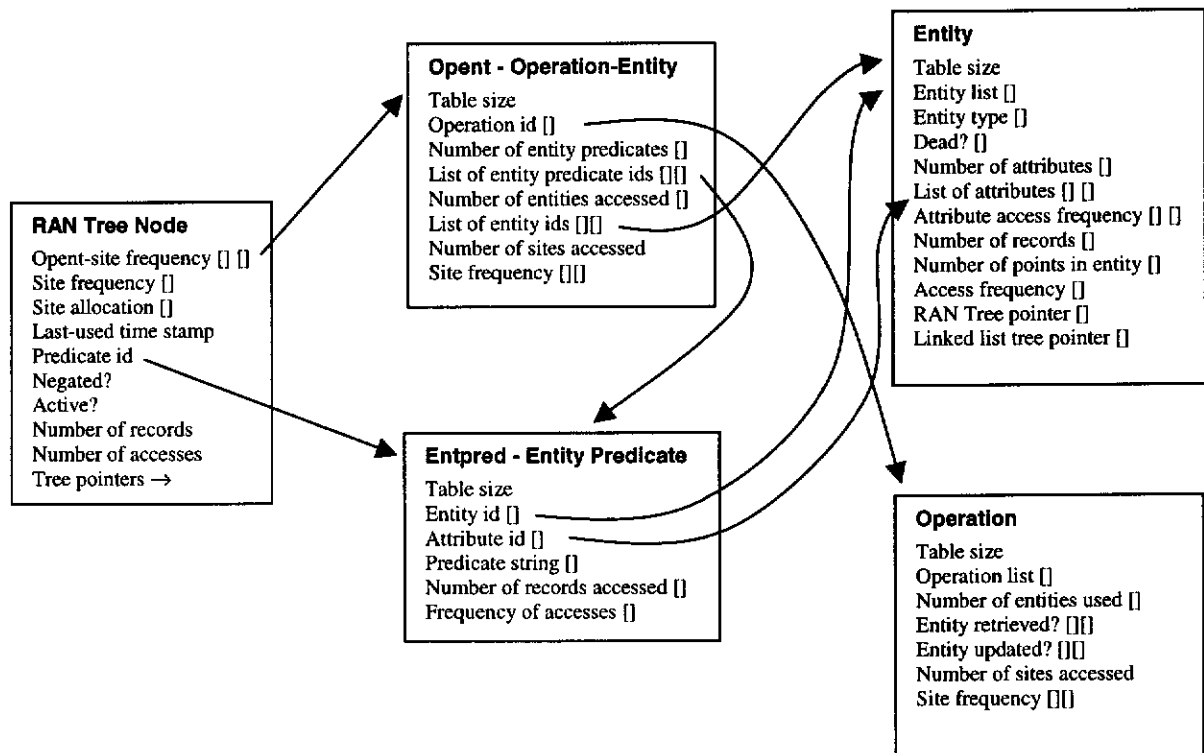 RAN Tree Node
Opent-site frequency [] []
Site frequency []
Site allocation []
Last-used time stamp
Predicate id
Negated?
Active?
Number of records
Number of accesses
Tree pointers →
Opent - Operation-Entity
Table size
Operation id []
Number of entity predicates []
List of entity predicate ids [][]
Number of entities accessed []
List of entity ids [][]
Number of sites accessed
Site frequency [][]
Entpred - Entity Predicate
Table size
Entity id []
Attribute id []
Predicate string []
Number of records accessed []
Frequency of accesses []
Entity
Table size
Entity list []
Entity type []
Dead? []
Number of attributes []
List of attributes [] []
Attribute access frequency [] []
Number of records []
Number of points in entity []
Access frequency []
RAN Tree pointer []
Linked list tree pointer []
Operation
Table size
Operation list []
Number of entities used []
Entity retrieved? [][]
Entity updated? [][]
Number of sites accessed
Site frequency [][]